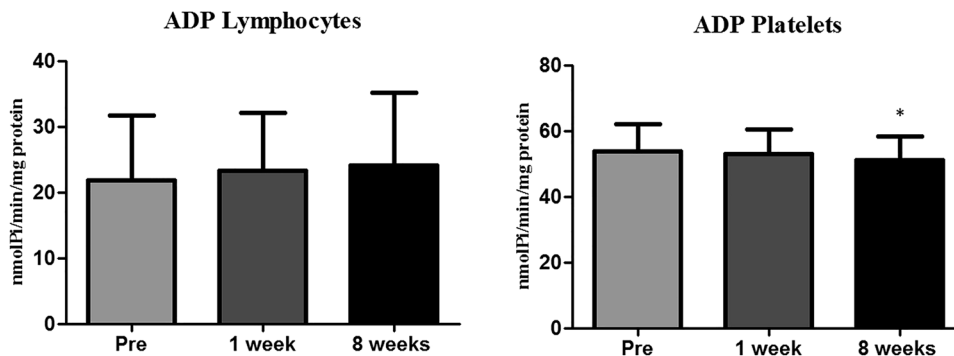 ADP Lymphocytes
nmolPi/min/mg protein
40
30
20
10
0
Pre 1 week 8 weeks
ADP Platelets
nmolPi/min/mg protein
80
60
40
20
0
*
Pre 1 week 8 weeks